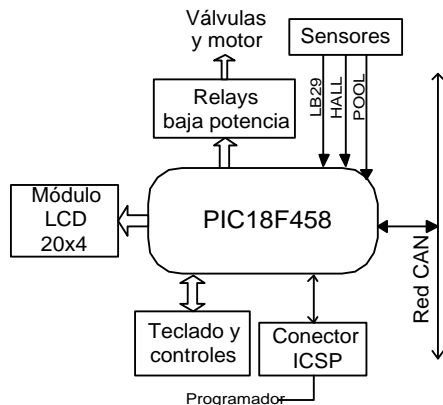 Válvulas
y motor
Sensores
LB29
HALL
POOL
Relays
baja potencia
Módulo
LCD
20x4
PIC18F458
Red CAN
Teclado y
controles
Conector
ICSP
Programador